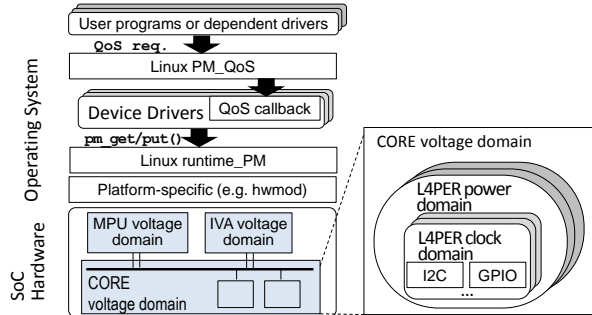 User programs or dependent drivers
QoS req.
Linux PM_QoS
Device Drivers
QoS callback
pm_get/put()
Linux runtime_PM
Platform-specific (e.g. hwmod)
Operating System
SoC
Hardware
MPU voltage
domain
IVA voltage
domain
CORE
voltage domain
CORE voltage domain
L4PER power
domain
L4PER clock
domain
I2C
GPIO
...